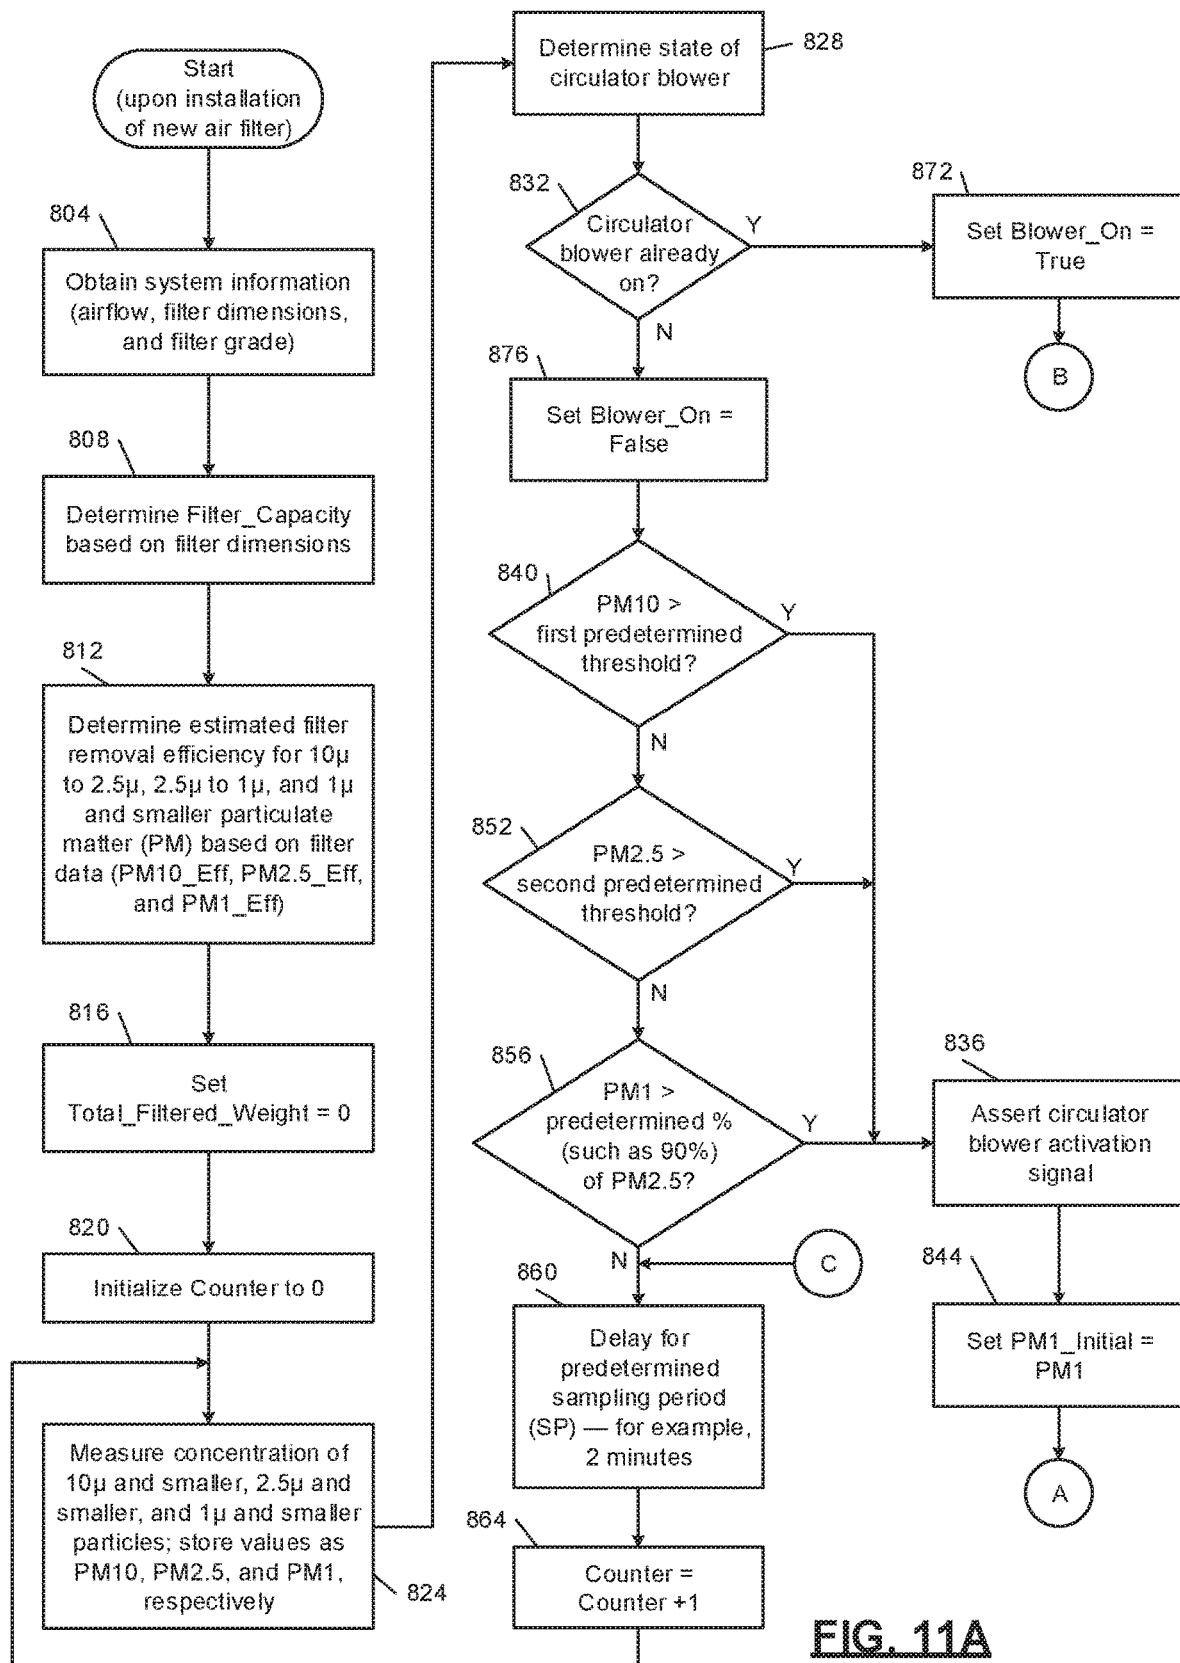 Start
(upon installation
of new air filter)
804
Obtain system information
(airflow, filter dimensions,
and filter grade)
808
Determine Filter_Capacity
based on filter dimensions
812
Determine estimated filter
removal efficiency for 10µ
to 2.5µ, 2.5µ to 1µ, and 1µ
and smaller particulate
matter (PM) based on filter
data (PM10_Eff, PM2.5_Eff,
and PM1_Eff)
816
Set
Total_Filtered_Weight = 0
820
Initialize Counter to 0
Measure concentration of
10µ and smaller, 2.5µ and
smaller, and 1µ and smaller
particles; store values as
PM10, PM2.5, and PM1,
respectively
824
Determine state of
circulator blower
828
832
Circulator
blower already
on?
Y
N
872
Set Blower_On =
True
B
876
Set Blower_On =
False
840
PM10 >
first predetermined
threshold?
Y
N
852
PM2.5 >
second predetermined
threshold?
Y
N
856
PM1 >
predetermined %
(such as 90%)
of PM2.5?
Y
N
836
Assert circulator
blower activation
signal
C
844
Set PM1_Initial =
PM1
A
860
Delay for
predetermined
sampling period
(SP) — for example,
2 minutes
864
Counter =
Counter +1
FIG. 11A